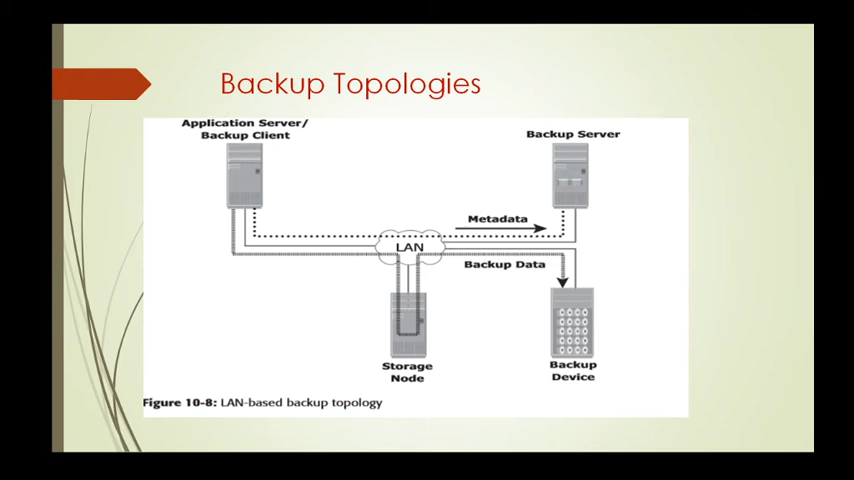 Backup Topologies
Application Server/
Backup Client
Backup Server
Metadata
LAN
Backup Data
Storage
Node
Backup
Device
Figure 10-8: LAN-based backup topology